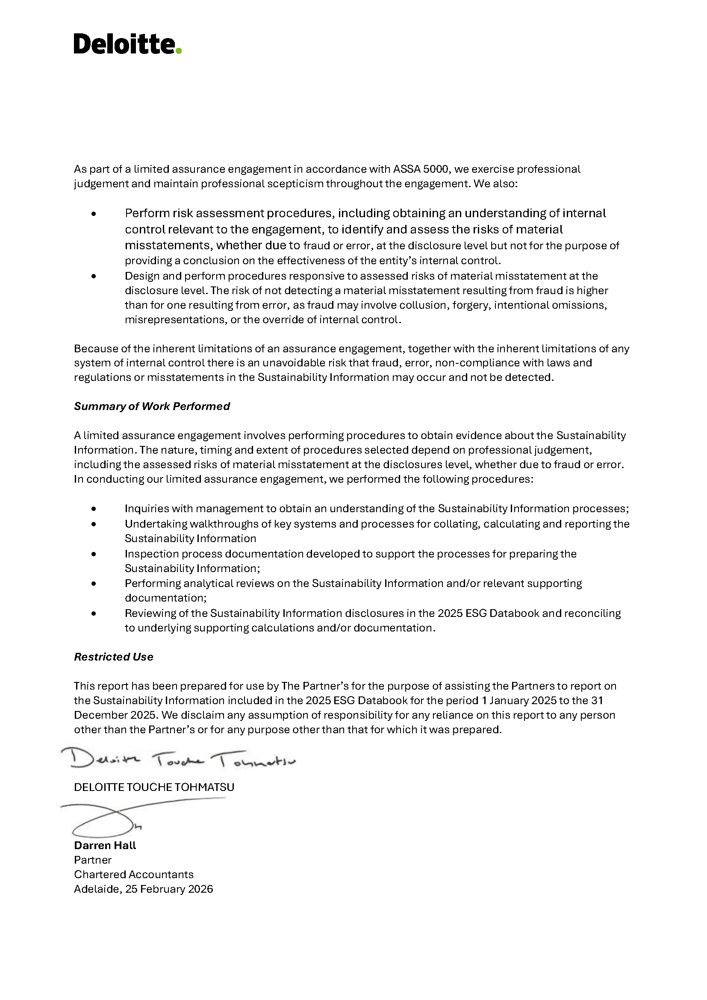 Deloitte.
As part of a limited assurance engagement in accordance with ASSA 5000, we exercise professional
judgement and maintain professional scepticism throughout the engagement. We also:
• Perform risk assessment procedures, including obtaining an understanding of internal
control relevant to the engagement, to identify and assess the risks of material
misstatements, whether due to fraud or error, at the disclosure level but not for the purpose of
providing a conclusion on the effectiveness of the entity’s internal control.
• Design and perform procedures responsive to assessed risks of material misstatement at the
disclosure level. The risk of not detecting a material misstatement resulting from fraud is higher
than for one resulting from error, as fraud may involve collusion, forgery, intentional omissions,
misrepresentations, or the override of internal control.
Because of the inherent limitations of an assurance engagement, together with the inherent limitations of any
system of internal control there is an unavoidable risk that fraud, error, non-compliance with laws and
regulations or misstatements in the Sustainability Information may occur and not be detected.
Summary of Work Performed
A limited assurance engagement involves performing procedures to obtain evidence about the Sustainability
Information. The nature, timing and extent of procedures selected depend on professional judgement,
including the assessed risks of material misstatement at the disclosures level, whether due to fraud or error.
In conducting our limited assurance engagement, we performed the following procedures:
• Inquiries with management to obtain an understanding of the Sustainability Information processes;
• Undertaking walkthroughs of key systems and processes for collating, calculating and reporting the
Sustainability Information
• Inspection process documentation developed to support the processes for preparing the
Sustainability Information;
• Performing analytical reviews on the Sustainability Information and/or relevant supporting
documentation;
• Reviewing of the Sustainability Information disclosures in the 2025 ESG Databook and reconciling
to underlying supporting calculations and/or documentation.
Restricted Use
This report has been prepared for use by The Partner’s for the purpose of assisting the Partners to report on
the Sustainability Information included in the 2025 ESG Databook for the period 1 January 2025 to the 31
December 2025. We disclaim any assumption of responsibility for any reliance on this report to any person
other than the Partner’s or for any purpose other than that for which it was prepared.
Deloitte Touche Tohmatsu
DELOITTE TOUCHE TOHMATSU
Darren Hall
Partner
Chartered Accountants
Adelaide, 25 February 2026